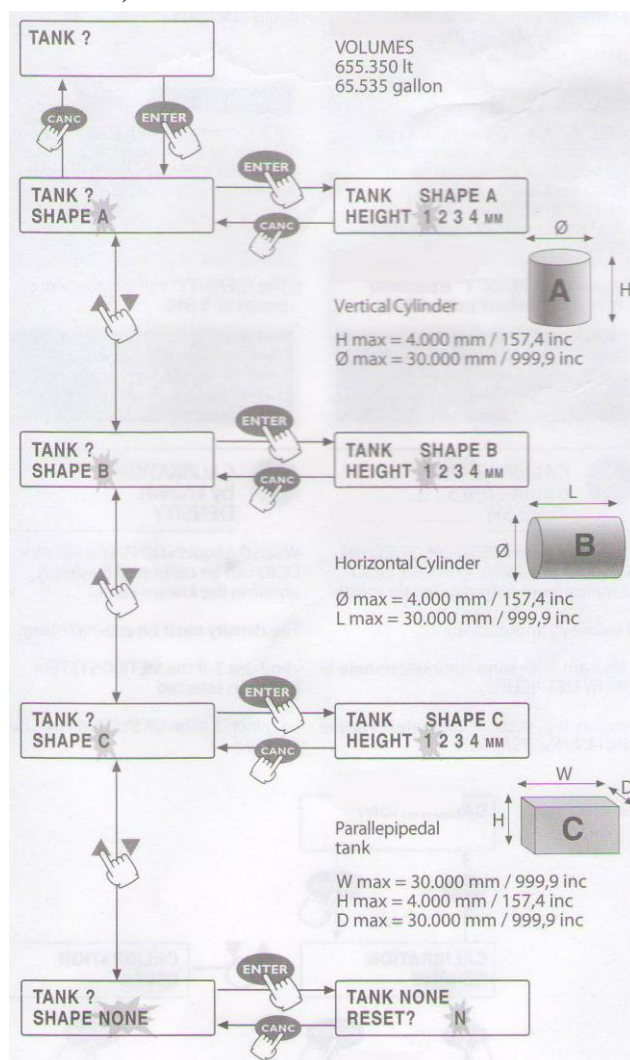 TANK ?
VOLUMES
655.350 lt
65.535 gallon
CANC
ENTER
ENTER
TANK ?
SHAPE A
TANK SHAPE A
HEIGHT 1 2 3 4 MM
CANC
Ø
A
H
Vertical Cylinder
H max = 4.000 mm / 157,4 inc
Ø max = 30.000 mm / 999,9 inc
ENTER
TANK ?
SHAPE B
TANK SHAPE B
HEIGHT 1 2 3 4 MM
CANC
L
Ø
B
Horizontal Cylinder
Ø max = 4.000 mm / 157,4 inc
L max = 30.000 mm / 999,9 inc
ENTER
TANK ?
SHAPE C
TANK SHAPE C
HEIGHT 1 2 3 4 MM
CANC
W
D
H
C
Parallepipedal
tank
W max = 30.000 mm / 999,9 inc
H max = 4.000 mm / 157,4 inc
D max = 30.000 mm / 999,9 inc
ENTER
TANK ?
SHAPE NONE
TANK NONE
RESET? N
CANC